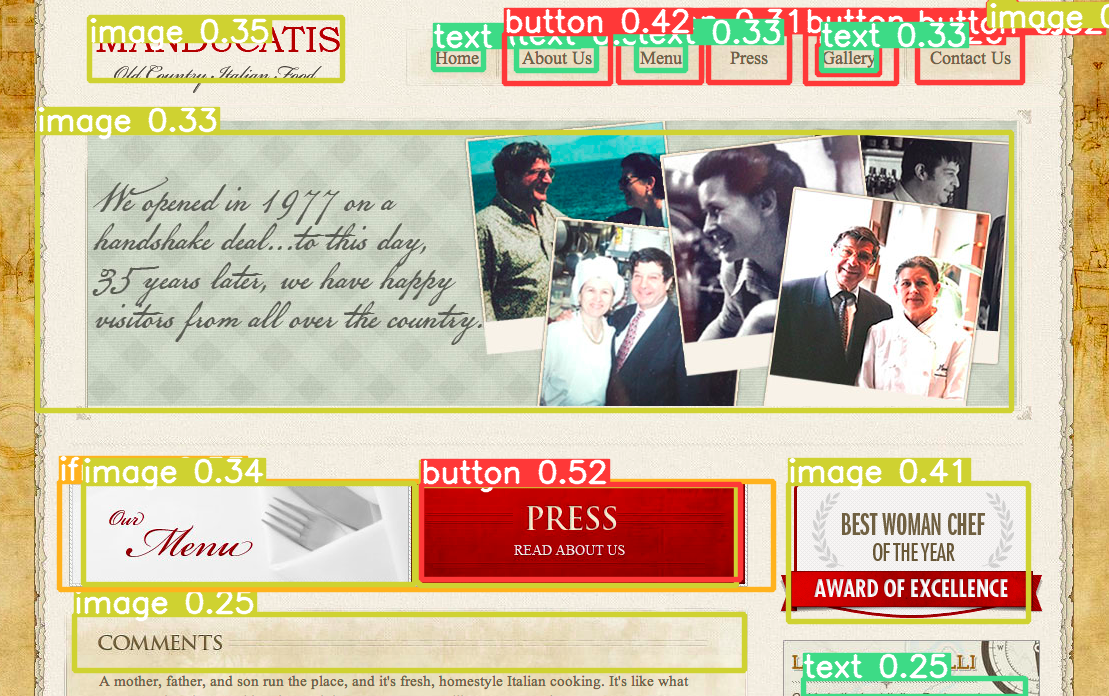 image 0.35
MANDUCATIS
Old Country Italian Food
text
button 0.42
0.31
button
text 0.33
image 0
Home
About Us
Menu
Press
Gallery
Contact Us
image 0.33
We opened in 1977 on a
handshake deal...to this day,
35 years later, we have happy
visitors from all over the country.
image 0.34
button 0.52
image 0.41
Our
Menu
PRESS
READ ABOUT US
BEST WOMAN CHEF
OF THE YEAR
AWARD OF EXCELLENCE
image 0.25
COMMENTS
text 0.25
A mother, father, and son run the place, and it's fresh, homestyle Italian cooking. It's like what